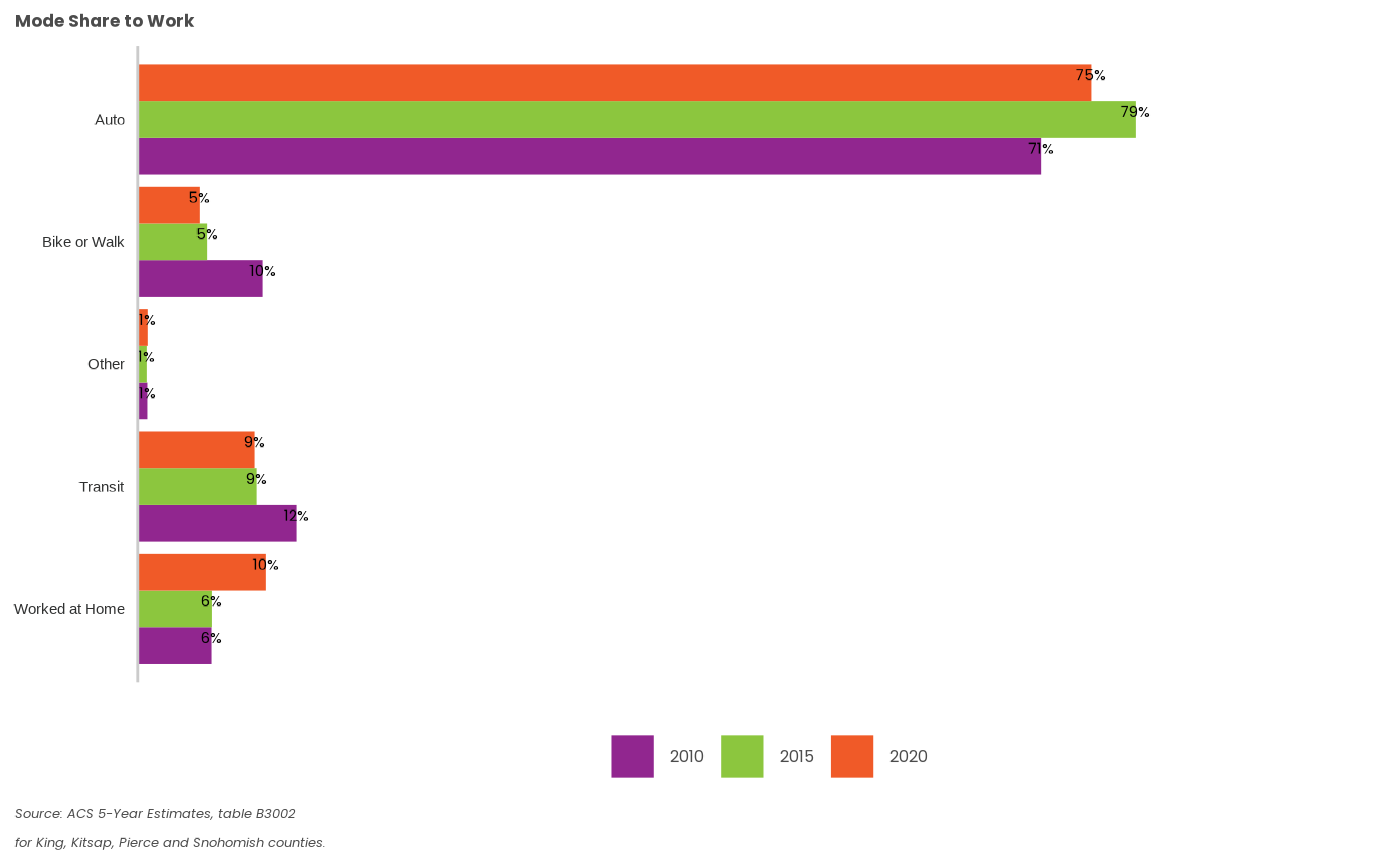 Mode Share to Work
75%
79%
Auto
71%
5%
5%
Bike or Walk
10%
1%
1%
Other
1%
9%
9%
Transit
12%
10%
6%
Worked at Home
6%
2010 2015 2020
Source: ACS 5-Year Estimates, table B3002
for King, Kitsap, Pierce and Snohomish counties.